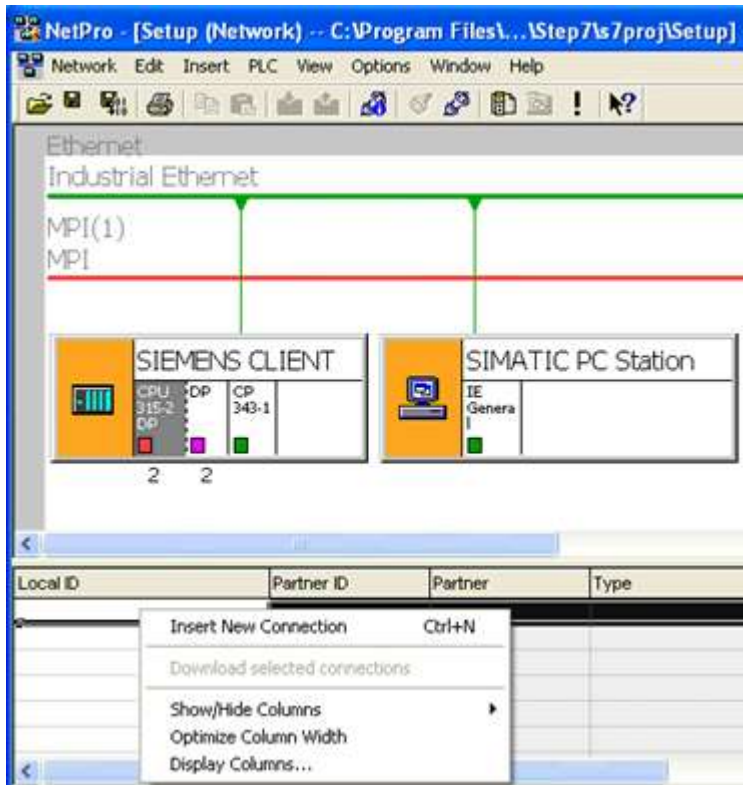 NetPro - [Setup (Network) -- C:\Program Files\...\Step7\s7proj\Setup]
Network Edit Insert PLC View Options Window Help
Ethernet
Industrial Ethernet
MPI(1)
MPI
SIEMENS CLIENT
CPU
315-2
DP
DP
CP
343-1
2
2
SIMATIC PC Station
IE
Genera
l
Local ID Partner ID Partner Type
Insert New Connection Ctrl+N
Download selected connections
Show/Hide Columns
Optimize Column Width
Display Columns...